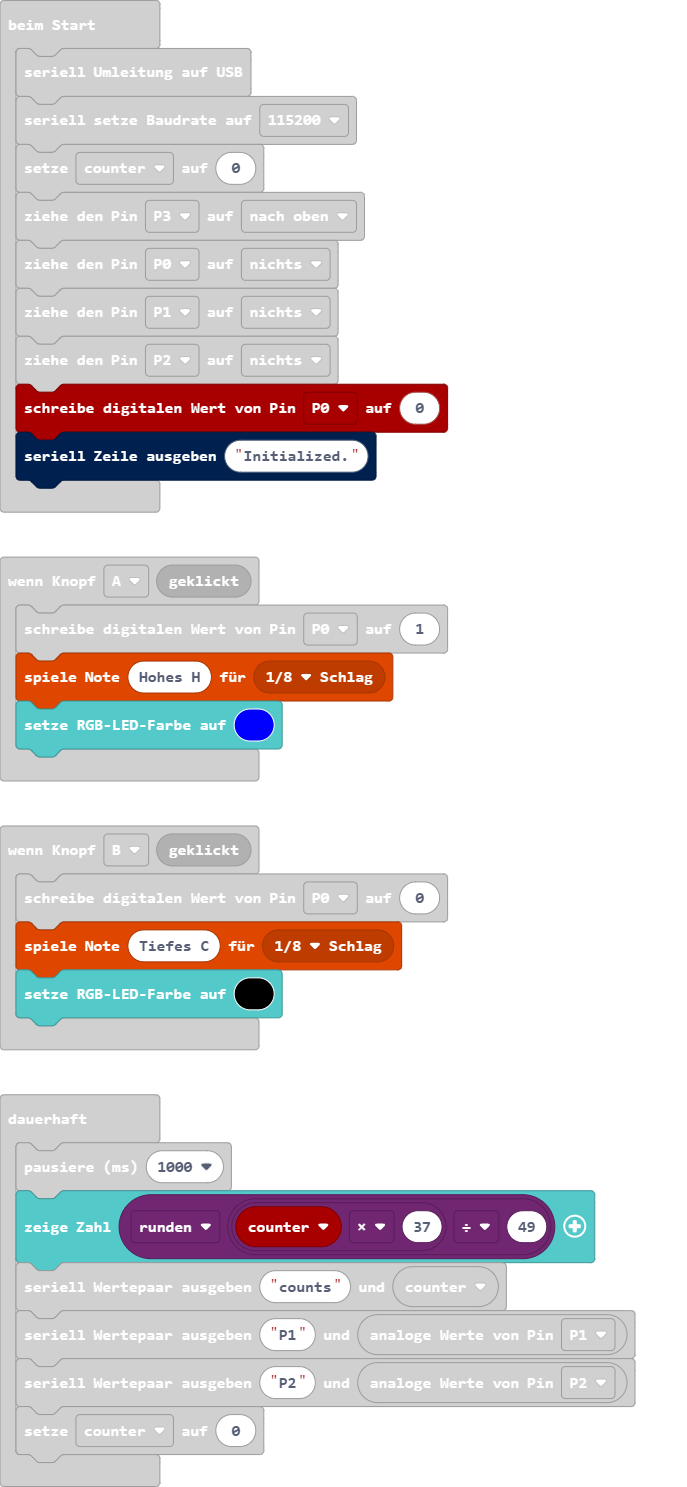 beim Start
seriell Umleitung auf USB
seriell setze Baudrate auf 115200
setze counter auf 0
ziehe den Pin P3 auf nach oben
ziehe den Pin P0 auf nichts
ziehe den Pin P1 auf nichts
ziehe den Pin P2 auf nichts
schreibe digitalen Wert von Pin P0 auf 0
seriell Zeile ausgeben "Initialized."
wenn Knopf A geklickt
schreibe digitalen Wert von Pin P0 auf 1
spiele Note Hohes H für 1/8 Schlag
setze RGB-LED-Farbe auf
wenn Knopf B geklickt
schreibe digitalen Wert von Pin P0 auf 0
spiele Note Tiefes C für 1/8 Schlag
setze RGB-LED-Farbe auf
dauerhaft
pausiere (ms) 1000
zeige Zahl runden counter × 37 ÷ 49
seriell Wertepaar ausgeben "counts" und counter
seriell Wertepaar ausgeben "P1" und analoge Werte von Pin P1
seriell Wertepaar ausgeben "P2" und analoge Werte von Pin P2
setze counter auf 0